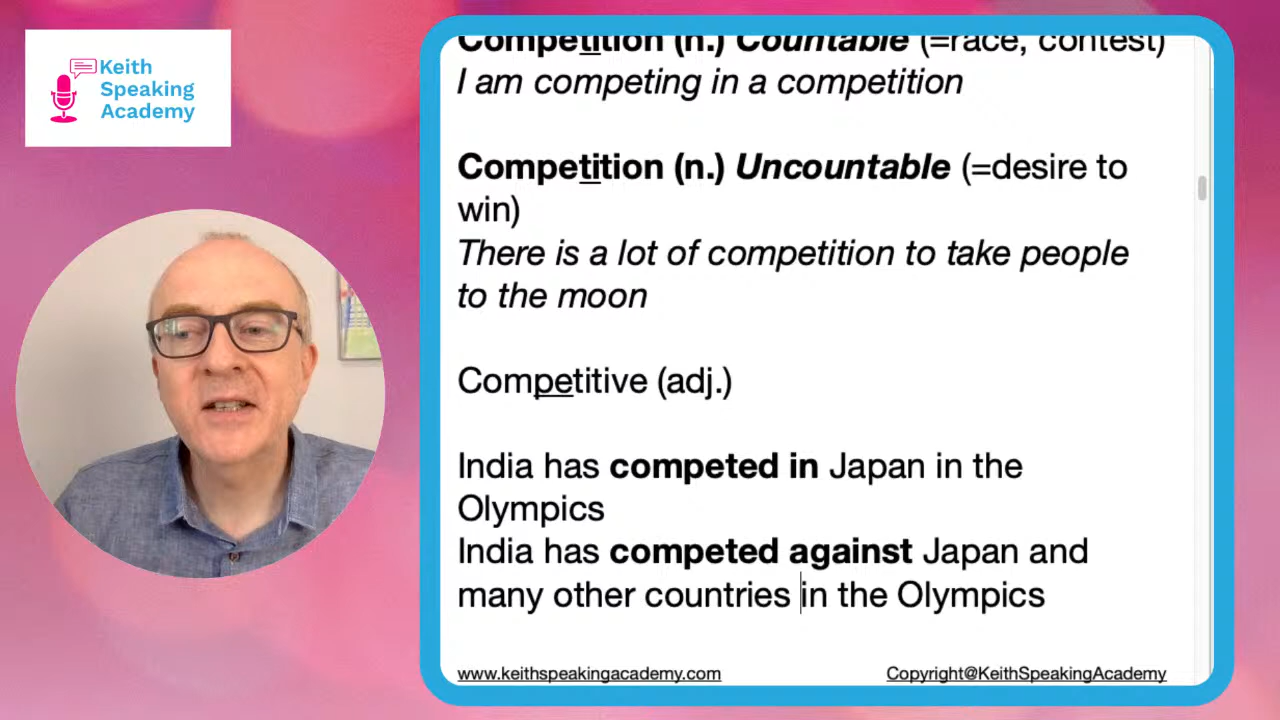 Keith
Speaking
Academy
Competition (n.) Countable (=race, contest)
I am competing in a competition
Competition (n.) Uncountable (=desire to
win)
There is a lot of competition to take people
to the moon
Competitive (adj.)
India has competed in Japan in the
Olympics
India has competed against Japan and
many other countries in the Olympics
www.keithspeakingacademy.com
Copyright@KeithSpeakingAcademy